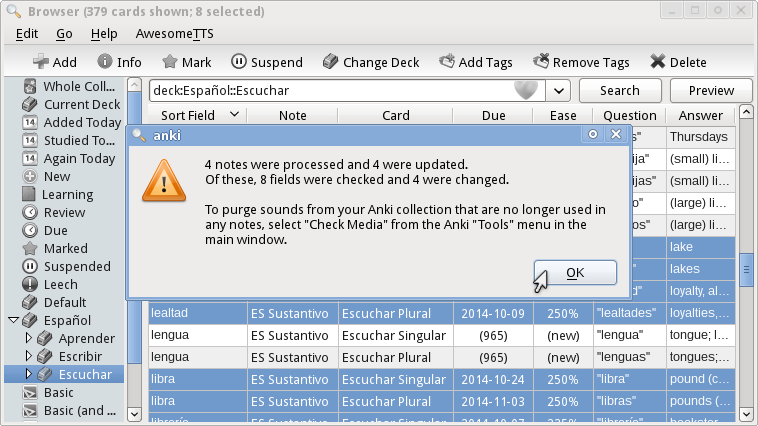 Browser (379 cards shown; 8 selected)
Edit Go Help AwesomeTTS
Add Info Mark Suspend Change Deck Add Tags Remove Tags Delete
Whole Coll...
Current Deck
Added Today
Studied To...
Again Today
New
Learning
Review
Due
Marked
Suspended
Leech
Default
Español
Aprender
Escribir
Escuchar
Basic
Basic (and ...
deck:Español::Escuchar Search Preview
Sort Field Note Card Due Ease Question Answer
s" Thursdays
ija" (small) li...
ijas" (small) li...
o" (large) li...
os" (large) li...
lake
lakes
d" loyalty, al...
anki
4 notes were processed and 4 were updated.
Of these, 8 fields were checked and 4 were changed.
To purge sounds from your Anki collection that are no longer used in
any notes, select "Check Media" from the Anki "Tools" menu in the
main window.
OK
lealtad ES Sustantivo Escuchar Plural 2014-10-09 250% "lealtades" loyalties,...
lengua ES Sustantivo Escuchar Singular (965) (new) "lengua" tongue; l...
lengua ES Sustantivo Escuchar Plural (965) (new) "lenguas" tongues;...
libra ES Sustantivo Escuchar Singular 2014-10-24 250% "libra" pound (c...
libra ES Sustantivo Escuchar Plural 2014-11-03 250% "libras" pounds (...
ES Sustantivo Escuchar Singular